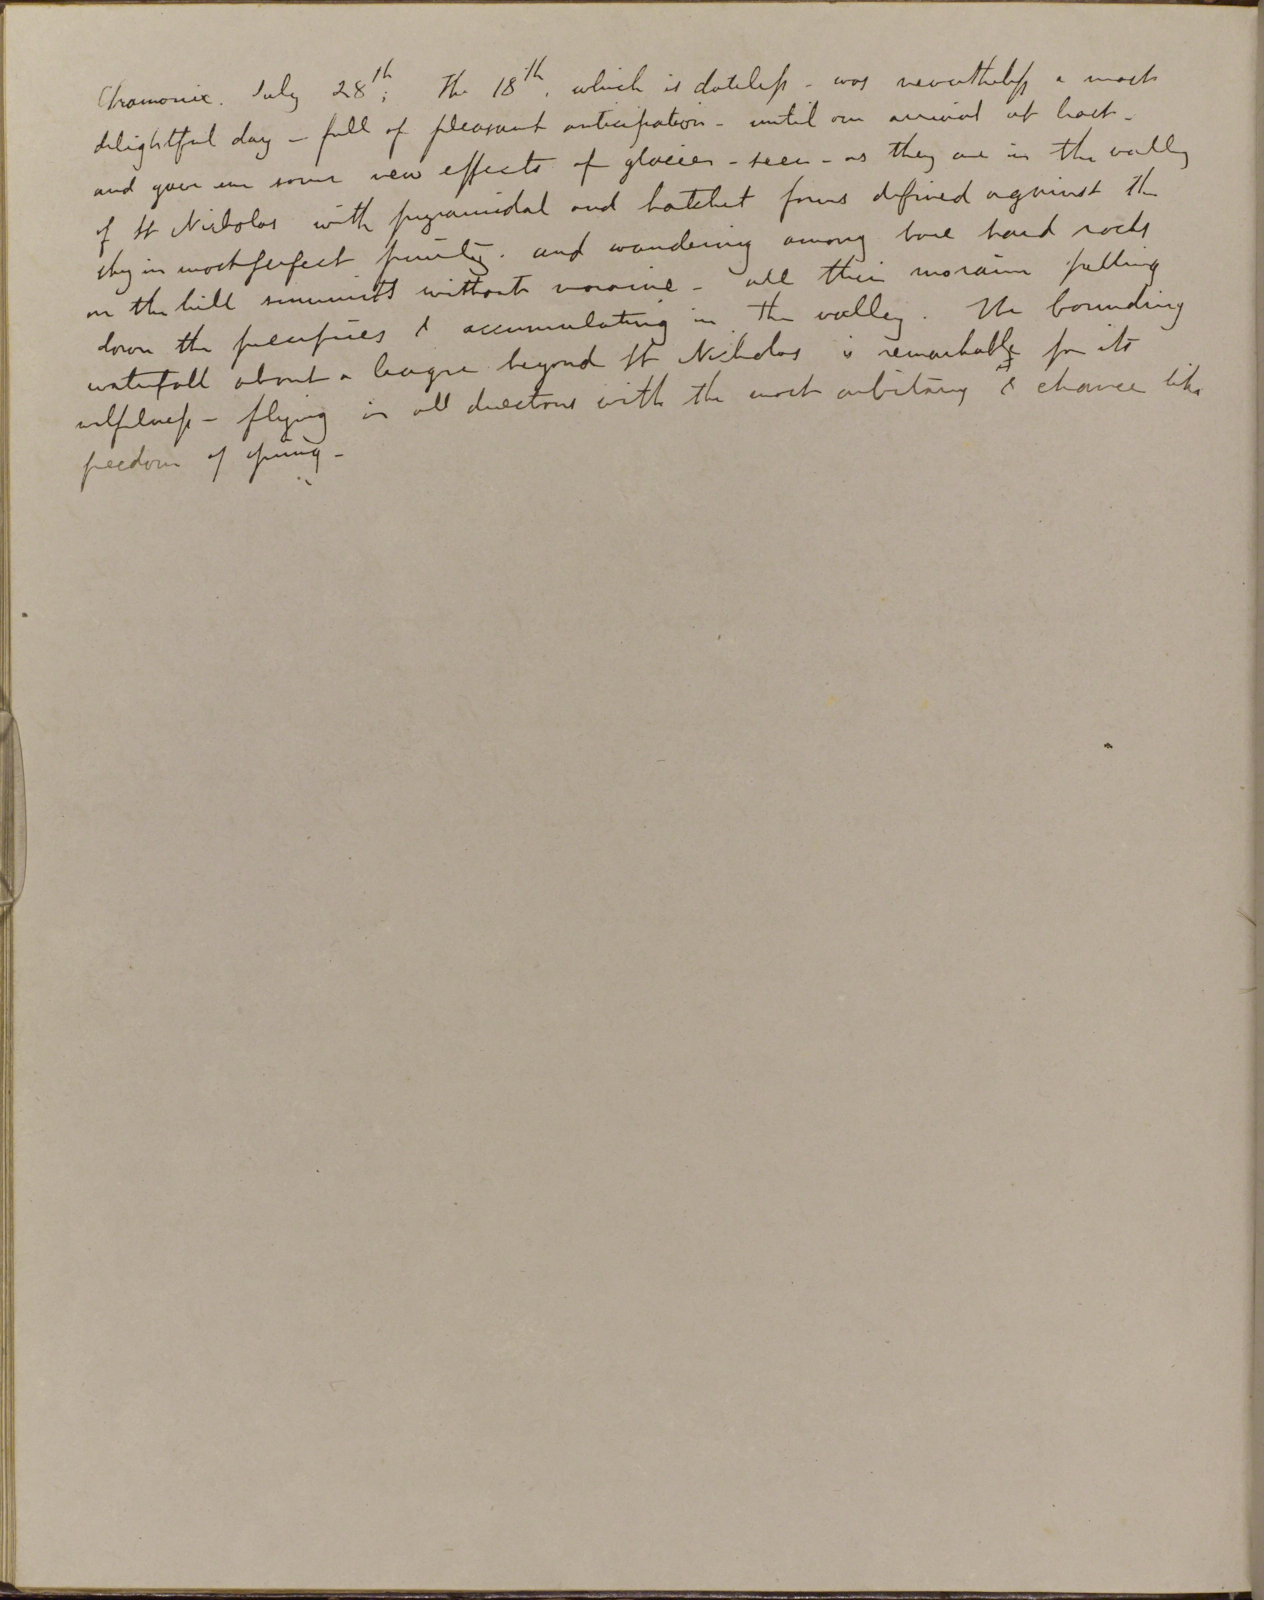 Chamonix. July 28th; The 18th, which is dateless - was nevertheless a most
delightful day - full of pleasant anticipation - until our arrival at
and gave me some new effects of glacier - seen - as they are in the valley
of St Nicholas with pyramidal and hatchet forms defined against the
sky in most perfect purity. and wandering among bare hard rocks
on the hill summits without moraine - all their moraine falling
down the precipices & accumulating in the valley. The bounding
waterfall about a league beyond St Nicholas is remarkable for its
wilfulness - flying in all directions with the most arbitrary & chance like
freedom of spring -